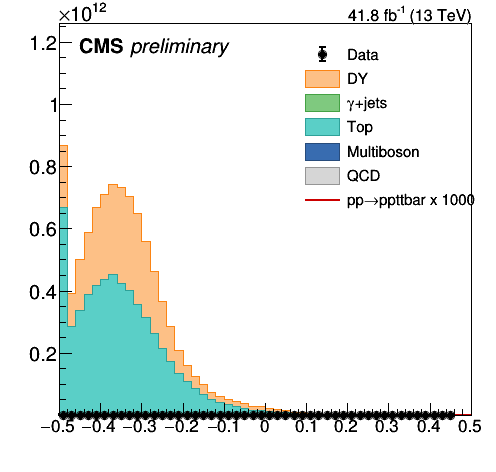 ×10¹² 41.8 fb⁻¹ (13 TeV)
CMS preliminary
1.2
1
0.8
0.6
0.4
0.2
Data
DY
γ+jets
Top
Multiboson
QCD
pp→ppttbar x 1000
−0.5 −0.4 −0.3 −0.2 −0.1 0 0.1 0.2 0.3 0.4 0.5